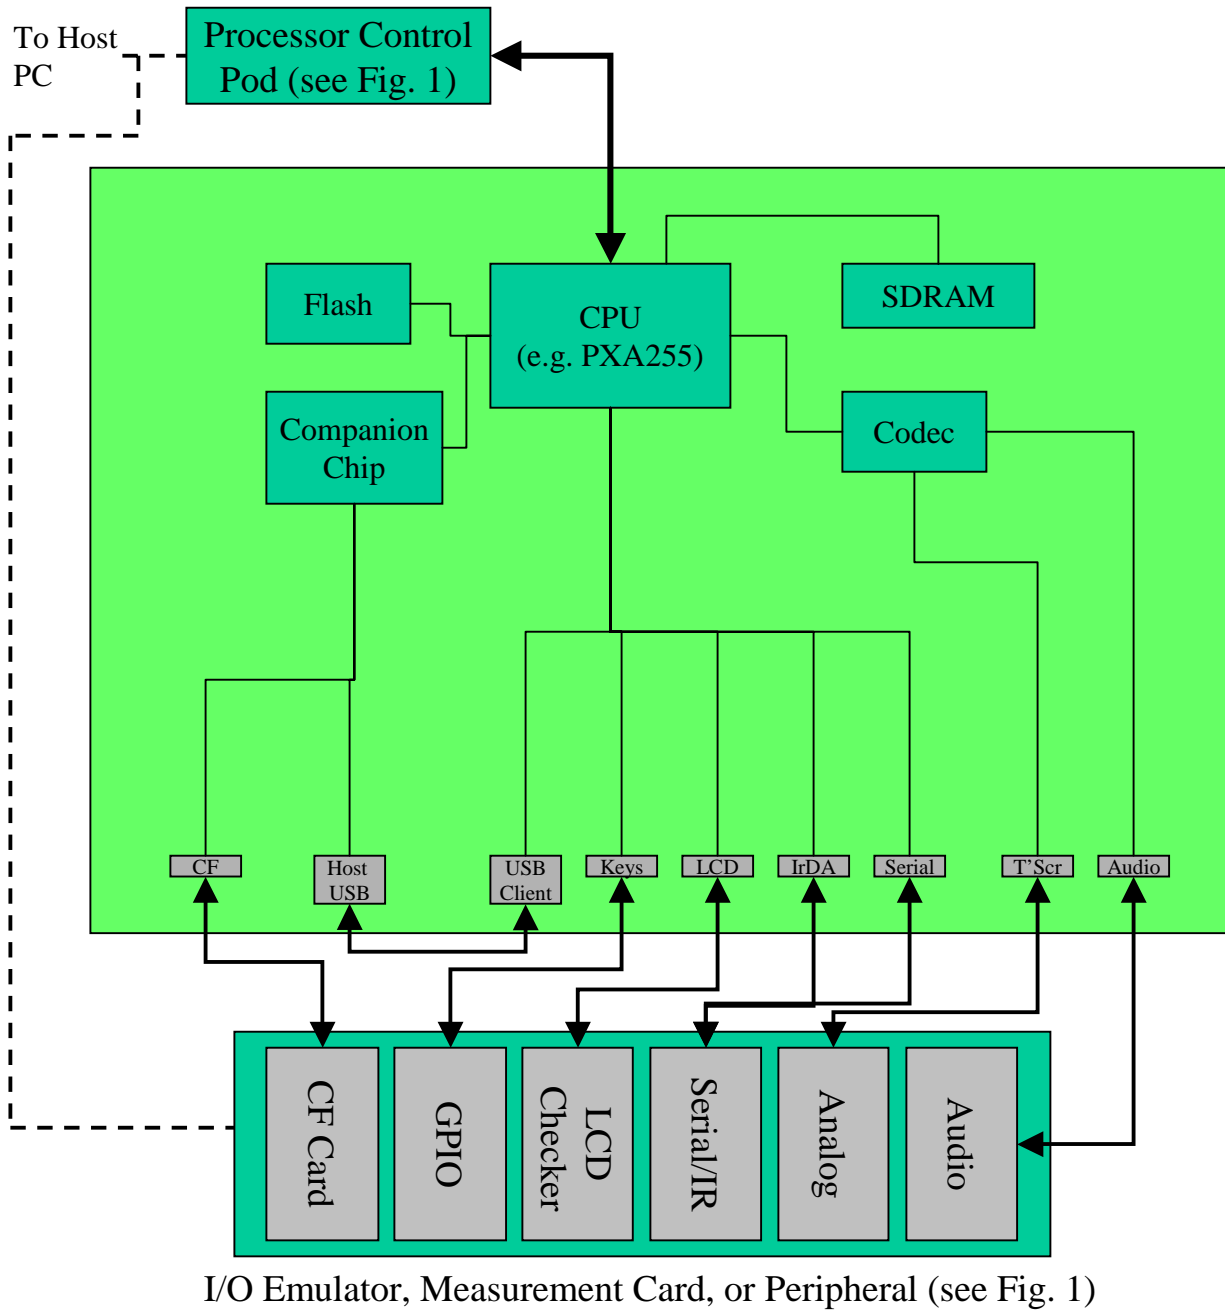 To Host
PC
Processor Control
Pod (see Fig. 1)
Flash
CPU
(e.g. PXA255)
SDRAM
Companion
Chip
Codec
CF
Host
USB
USB
Client
Keys
LCD
IrDA
Serial
T’Scr
Audio
CF Card
GPIO
LCD
Checker
Serial/IR
Analog
Audio
I/O Emulator, Measurement Card, or Peripheral (see Fig. 1)